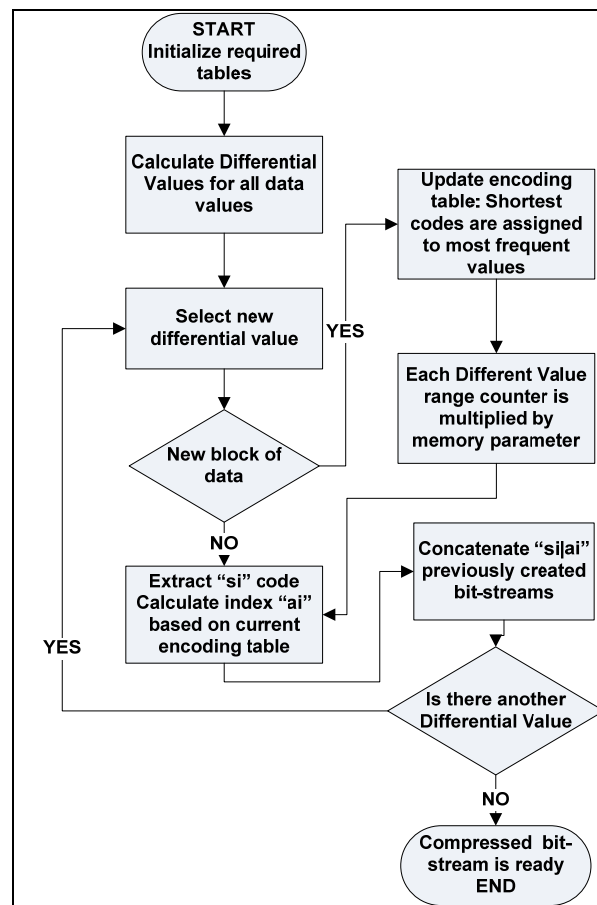 START
Initialize required
tables
Calculate Differential
Values for all data
values
Select new
differential value
New block of
data
YES
Update encoding
table: Shortest
codes are assigned
to most frequent
values
Each Different Value
range counter is
multiplied by
memory parameter
NO
Extract “si” code
Calculate index “ai”
based on current
encoding table
Concatenate “si|ai”
previously created
bit-streams
Is there another
Differential Value
YES
NO
Compressed bit-
stream is ready
END